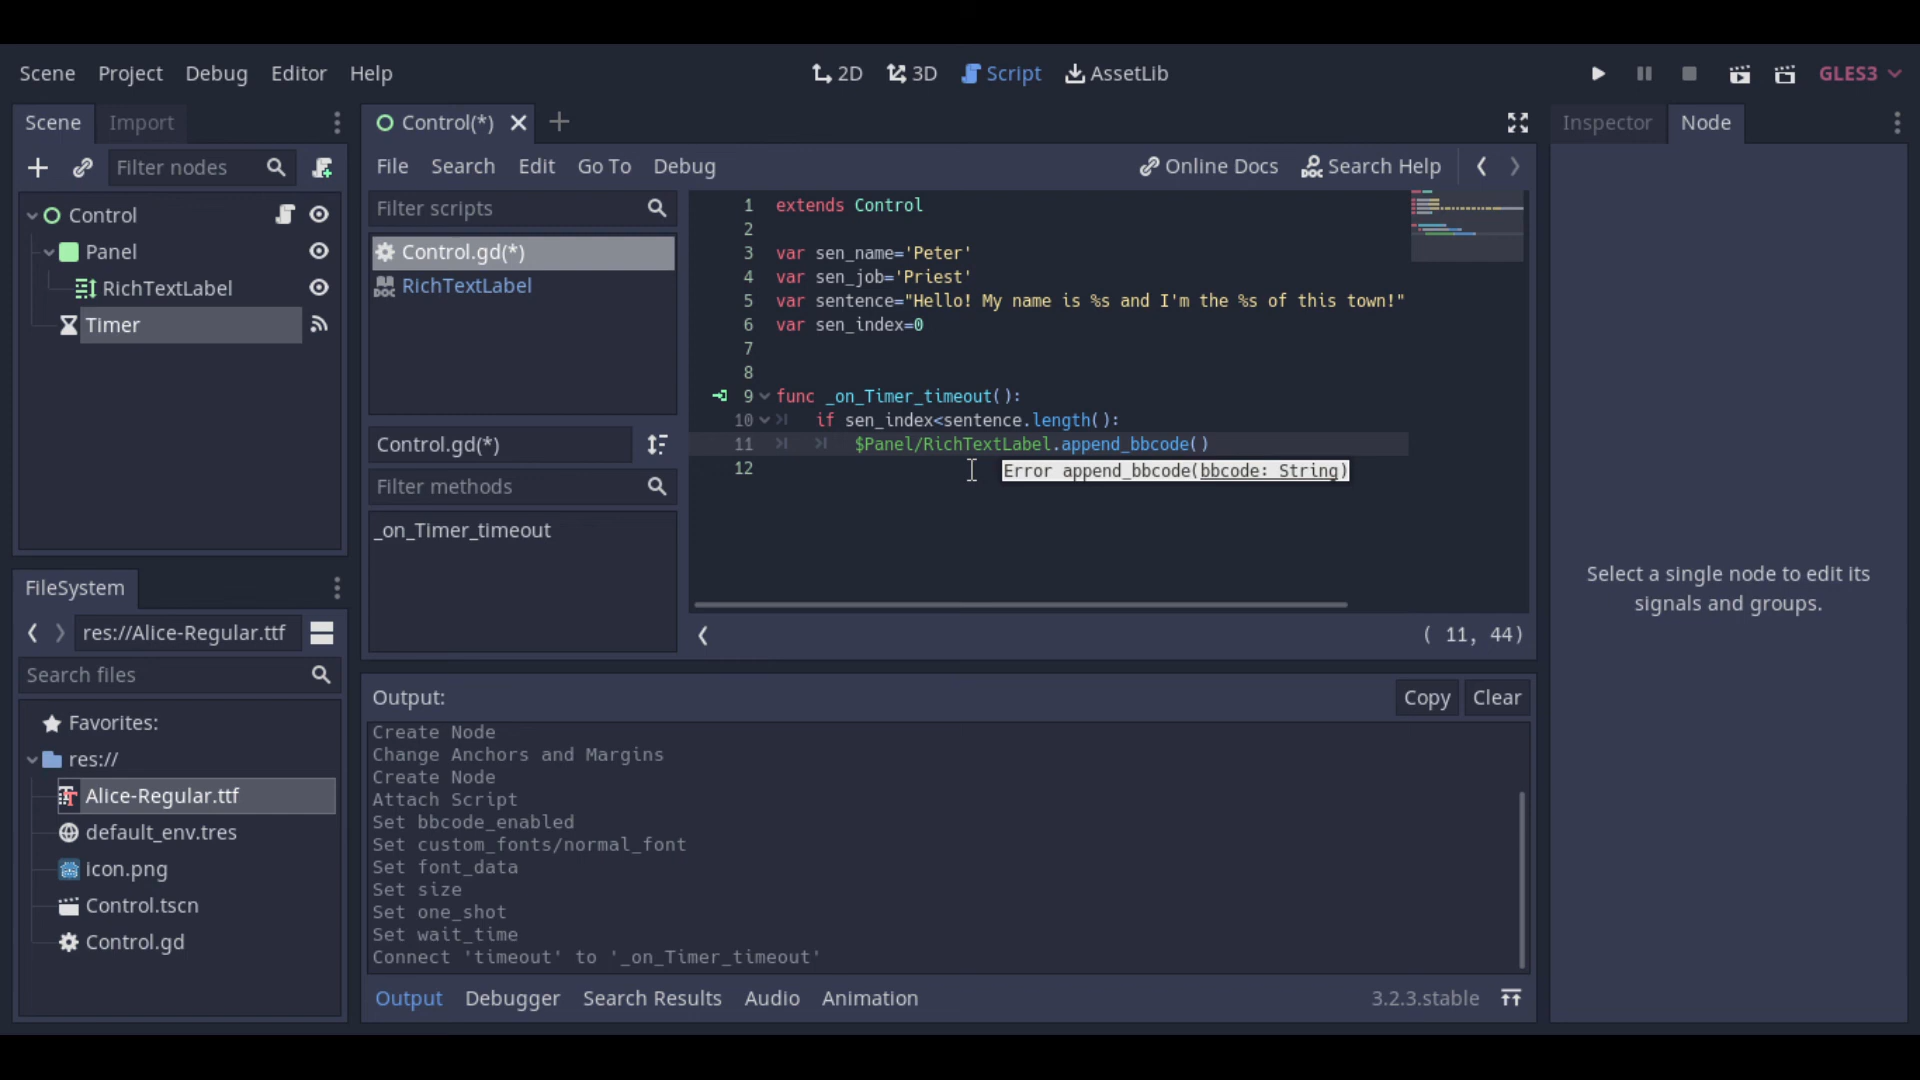 Scene Project Debug Editor Help
2D 3D Script AssetLib
GLES3
Scene Import
Filter nodes
Control
Panel
RichTextLabel
Timer
FileSystem
res://Alice-Regular.ttf
Search files
Favorites:
res://
Alice-Regular.ttf
default_env.tres
icon.png
Control.tscn
Control.gd
Control(*)
File Search Edit Go To Debug
Online Docs Search Help
Filter scripts
Control.gd(*)
RichTextLabel
Control.gd(*)
Filter methods
_on_Timer_timeout
1 extends Control
2
3 var sen_name='Peter'
4 var sen_job='Priest'
5 var sentence="Hello! My name is %s and I'm the %s of this town!"
6 var sen_index=0
7
8
9 func _on_Timer_timeout():
10 if sen_index<sentence.length():
11 $Panel/RichTextLabel.append_bbcode()
12
Error append_bbcode(bbcode: String)
( 11, 44)
Output:
Copy Clear
Create Node
Change Anchors and Margins
Create Node
Attach Script
Set bbcode_enabled
Set custom_fonts/normal_font
Set font_data
Set size
Set one_shot
Set wait_time
Connect 'timeout' to '_on_Timer_timeout'
Output Debugger Search Results Audio Animation
3.2.3.stable
Inspector Node
Select a single node to edit its
signals and groups.